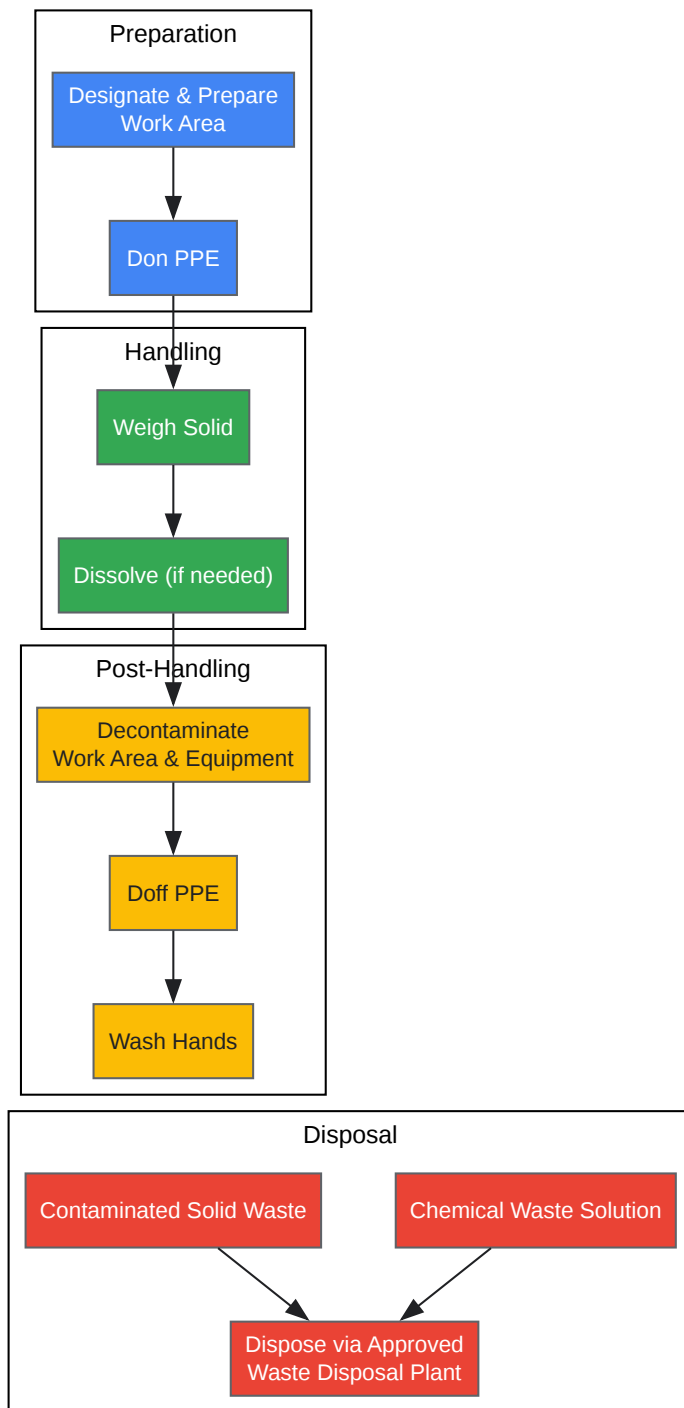 Preparation
Designate & Prepare
Work Area
Don PPE
Handling
Weigh Solid
Dissolve (if needed)
Post-Handling
Decontaminate
Work Area & Equipment
Doff PPE
Wash Hands
Disposal
Contaminated Solid Waste
Chemical Waste Solution
Dispose via Approved
Waste Disposal Plant